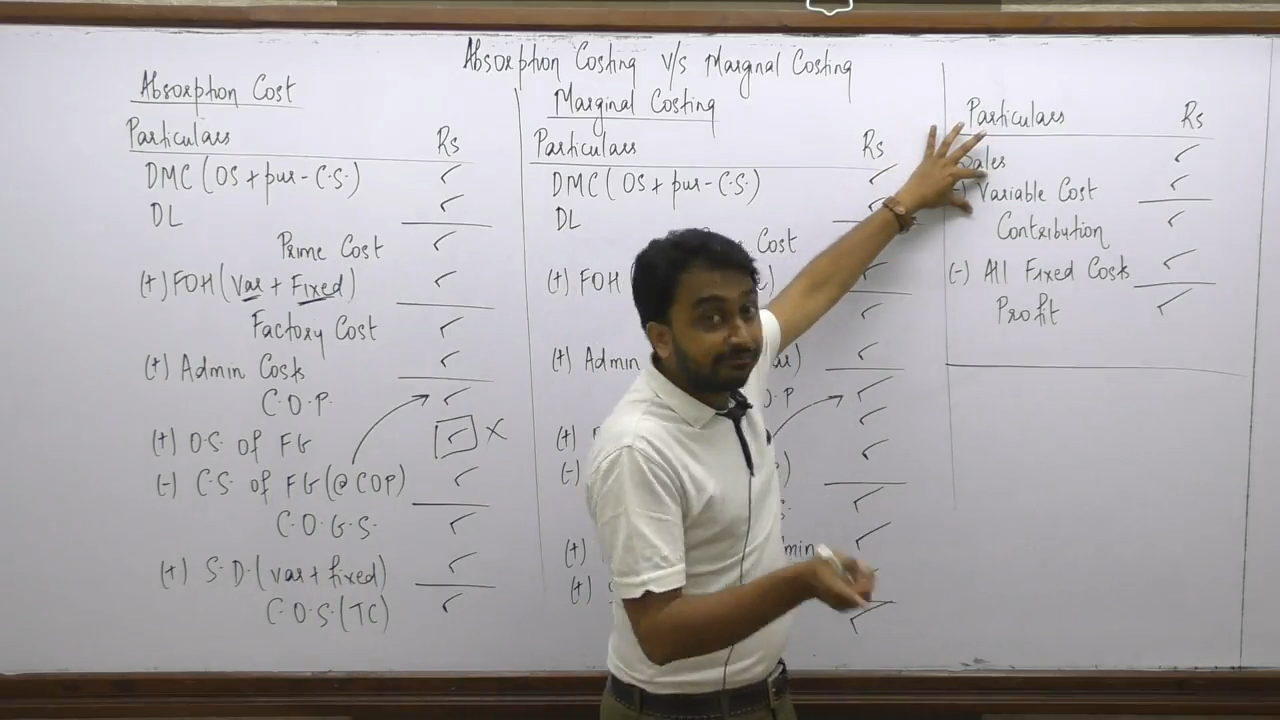 Absorption Costing v/s Marginal Costing
Absorption Cost
Particulars Rs
DMC (OS + pur - C.S.)
DL
Prime Cost
(+) FOH (Var + Fixed)
Factory Cost
(+) Admin Costs
C.O.P.
(+) O.S. of FG
(-) C.S. of FG (@ COP)
C.O.G.S.
(+) S.D. (var + fixed)
C.O.S. (TC)
Marginal Costing
Particulars Rs
DMC (OS + pur - C.S.)
DL
Cost
(+) FOH (
(+) Admin
(+)
(-)
(+)
(+)
Particulars Rs
Sales
(-) Variable Cost
Contribution
(-) All Fixed Costs
Profit